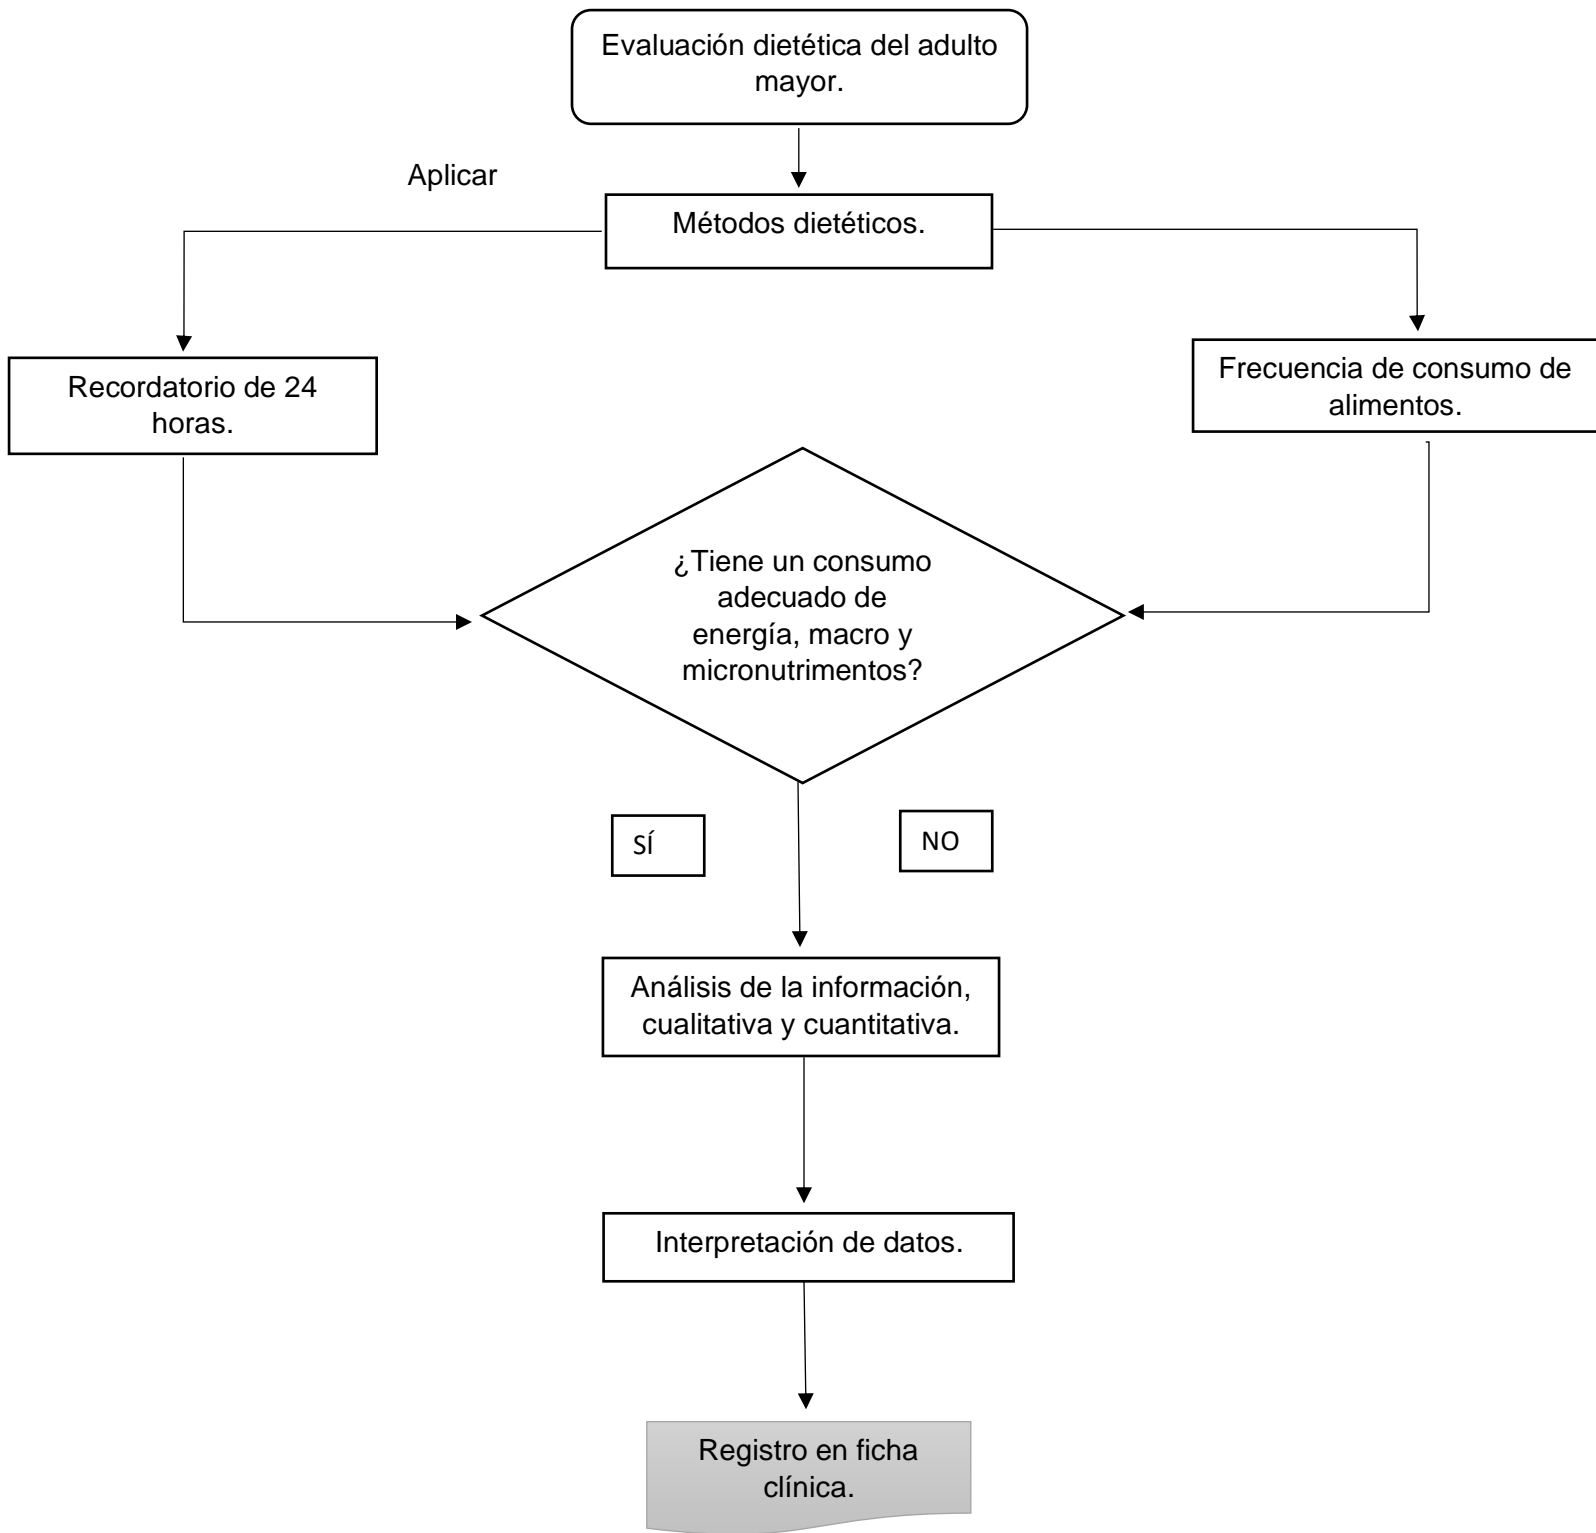 Evaluación dietética del adulto
mayor.
Aplicar
Métodos dietéticos.
Recordatorio de 24
horas.
Frecuencia de consumo de
alimentos.
¿Tiene un consumo
adecuado de
energía, macro y
micronutrimentos?
SÍ
NO
Análisis de la información,
cualitativa y cuantitativa.
Interpretación de datos.
Registro en ficha
clínica.